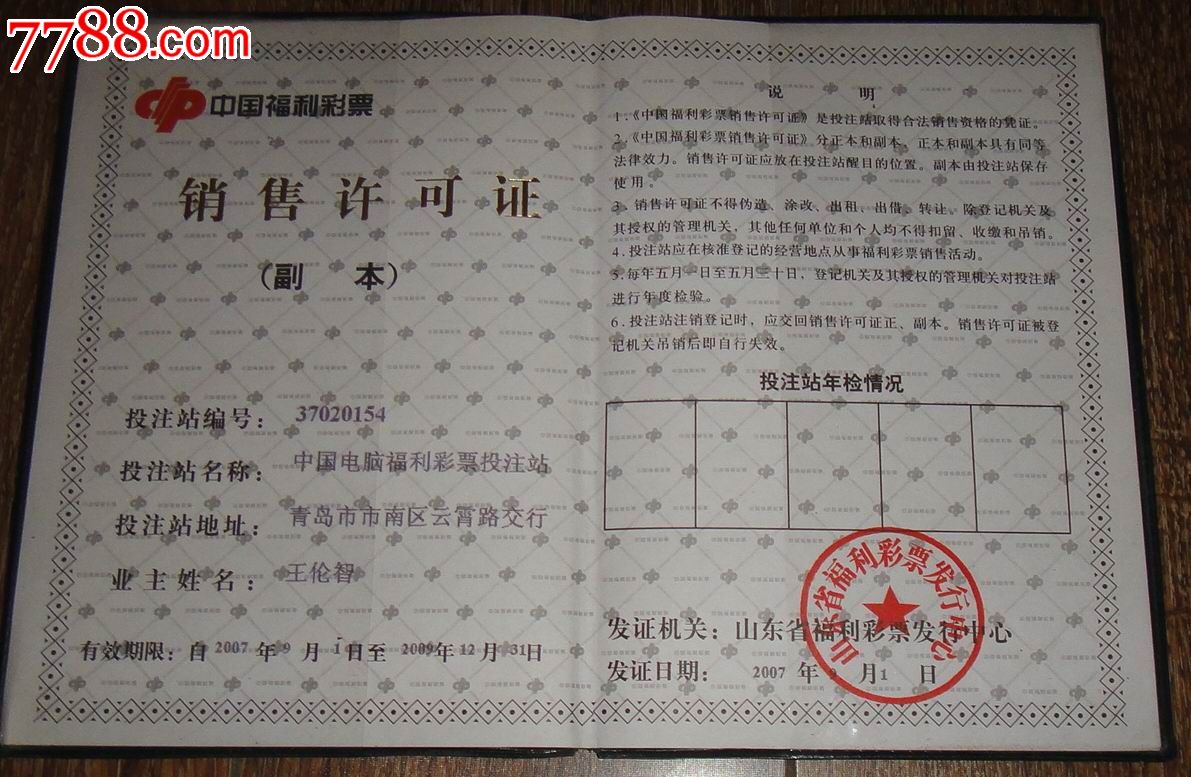 7788.com
中国福利彩票
销售许可证
（副 本）
投注站编号： 37020154
投注站名称： 中国电脑福利彩票投注站
投注站地址： 青岛市市南区云霄路交行
业主姓名： 王伦智
有效期限：自 2007 年 9 月 1 日至 2009年 12 月 31日
说 明
1．《中国福利彩票销售许可证》是投注站取得合法销售资格的凭证。
2．《中国福利彩票销售许可证》分正本和副本，正本和副本具有同等
法律效力。销售许可证应放在投注站醒目的位置。副本由投注站保存
使用。
3．销售许可证不得伪造、涂改、出租、出借、转让。除登记机关及
其授权的管理机关，其他任何单位和个人均不得扣留、收缴和吊销。
4．投注站应在核准登记的经营地点从事福利彩票销售活动。
5．每年五月一日至五月三十日，登记机关及其授权的管理机关对投注站
进行年度检验。
6．投注站注销登记时，应交回销售许可证正、副本。销售许可证被登
记机关吊销后即自行失效。
投注站年检情况
山东省福利彩票发行中心
发证机关：山东省福利彩票发行中心
发证日期： 2007 年 9 月 1 日